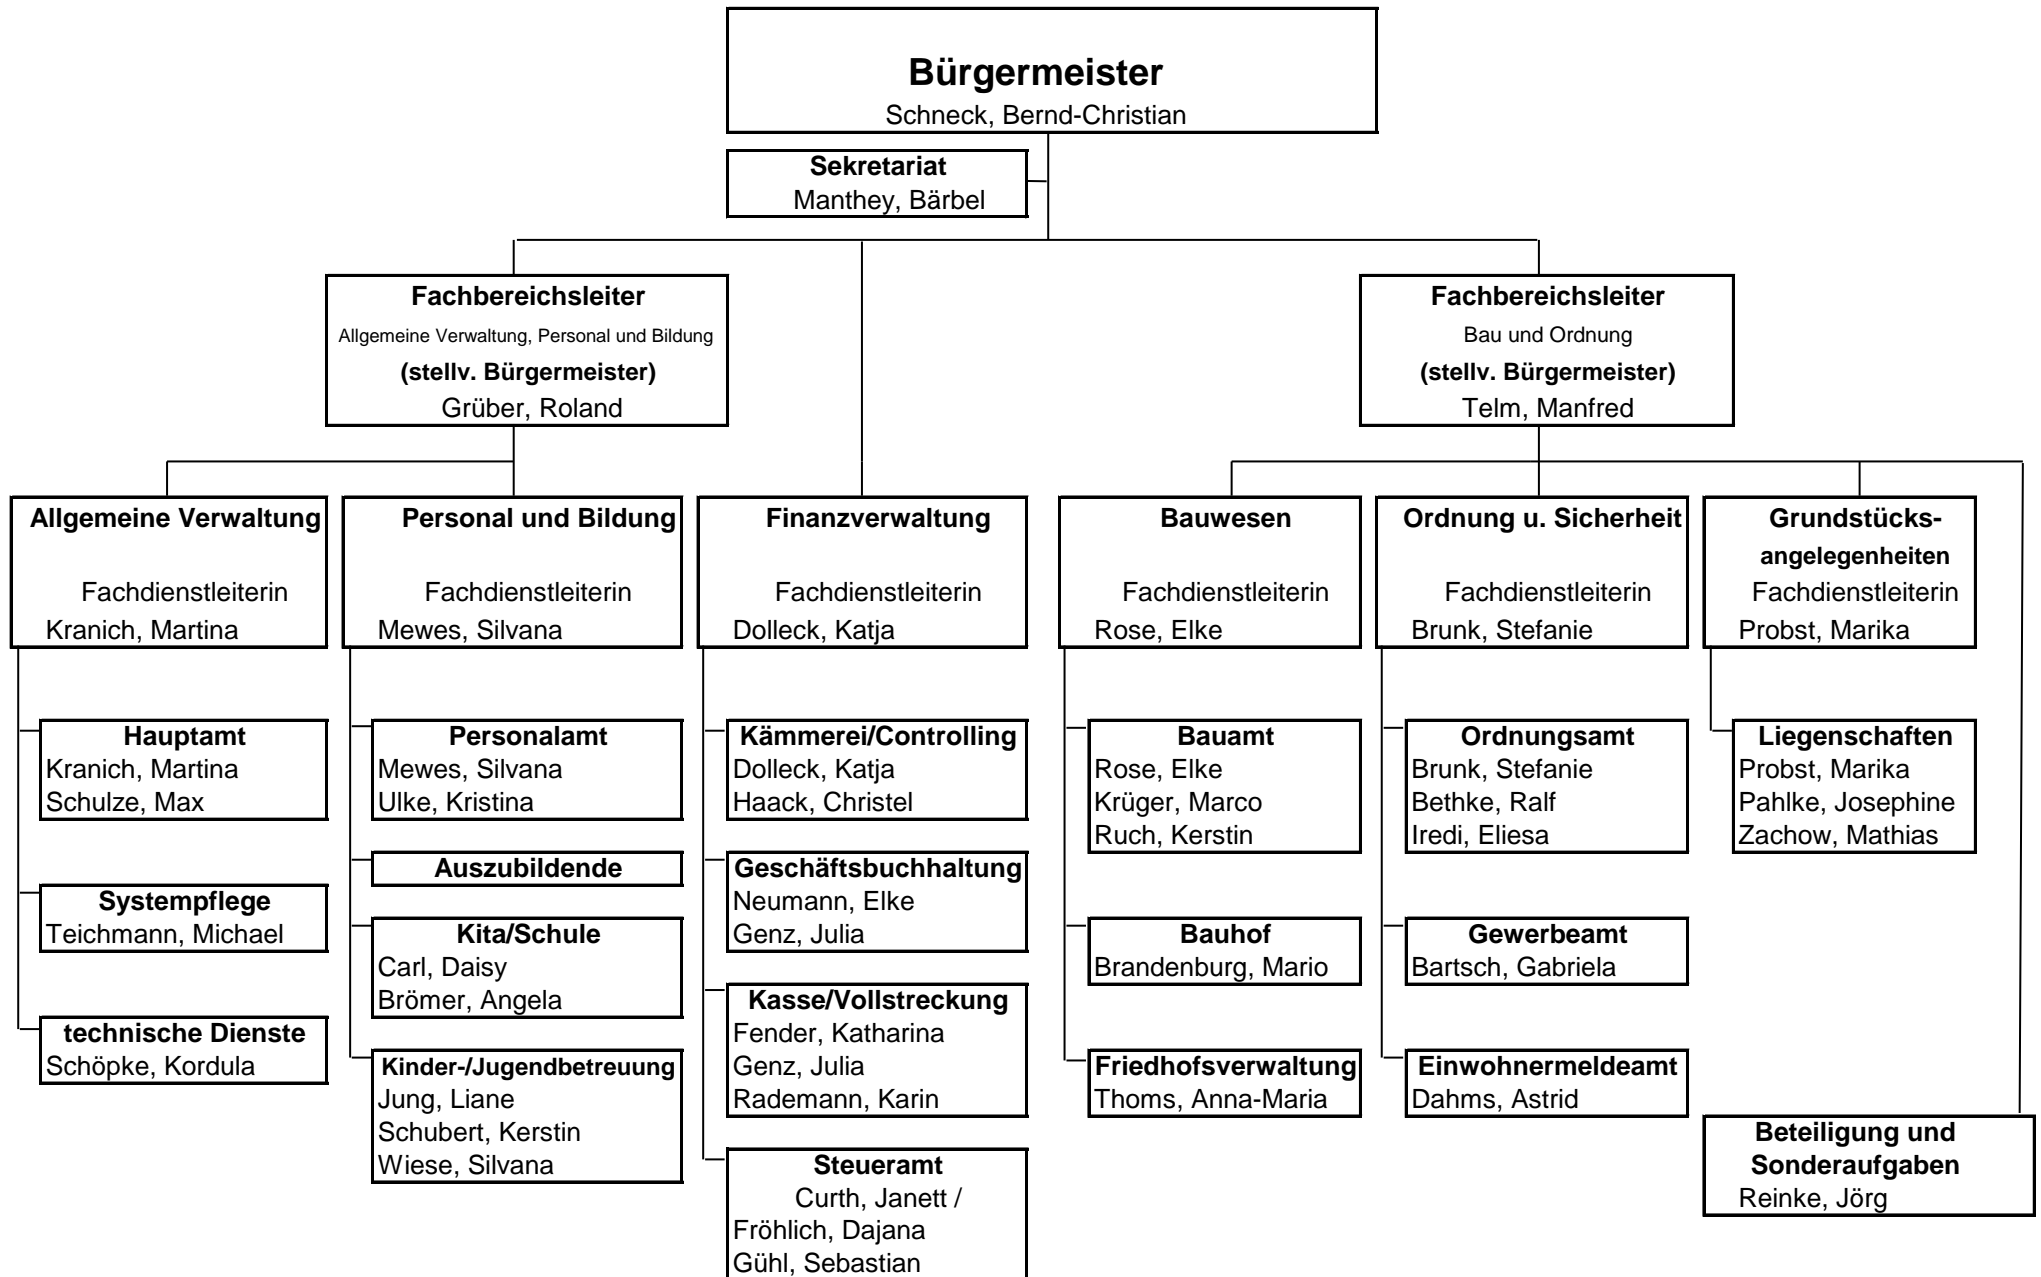 Bürgermeister
Schneck, Bernd-Christian
Sekretariat
Manthey, Bärbel
Fachbereichsleiter
Allgemeine Verwaltung, Personal und Bildung
(stellv. Bürgermeister)
Grüber, Roland
Fachbereichsleiter
Bau und Ordnung
(stellv. Bürgermeister)
Telm, Manfred
Allgemeine Verwaltung
Fachdienstleiterin
Kranich, Martina
Hauptamt
Kranich, Martina
Schulze, Max
Systempflege
Teichmann, Michael
technische Dienste
Schöpke, Kordula
Personal und Bildung
Fachdienstleiterin
Mewes, Silvana
Personalamt
Mewes, Silvana
Ulke, Kristina
Auszubildende
Kita/Schule
Carl, Daisy
Brömer, Angela
Kinder-/Jugendbetreuung
Jung, Liane
Schubert, Kerstin
Wiese, Silvana
Finanzverwaltung
Fachdienstleiterin
Dolleck, Katja
Kämmerei/Controlling
Dolleck, Katja
Haack, Christel
Geschäftsbuchhaltung
Neumann, Elke
Genz, Julia
Kasse/Vollstreckung
Fender, Katharina
Genz, Julia
Rademann, Karin
Steueramt
Curth, Janett /
Fröhlich, Dajana
Gühl, Sebastian
Bauwesen
Fachdienstleiterin
Rose, Elke
Bauamt
Rose, Elke
Krüger, Marco
Ruch, Kerstin
Bauhof
Brandenburg, Mario
Friedhofsverwaltung
Thoms, Anna-Maria
Ordnung u. Sicherheit
Fachdienstleiterin
Brunk, Stefanie
Ordnungsamt
Brunk, Stefanie
Bethke, Ralf
Iredi, Eliesa
Gewerbeamt
Bartsch, Gabriela
Einwohnermeldeamt
Dahms, Astrid
Grundstücks-
angelegenheiten
Fachdienstleiterin
Probst, Marika
Liegenschaften
Probst, Marika
Pahlke, Josephine
Zachow, Mathias
Beteiligung und
Sonderaufgaben
Reinke, Jörg